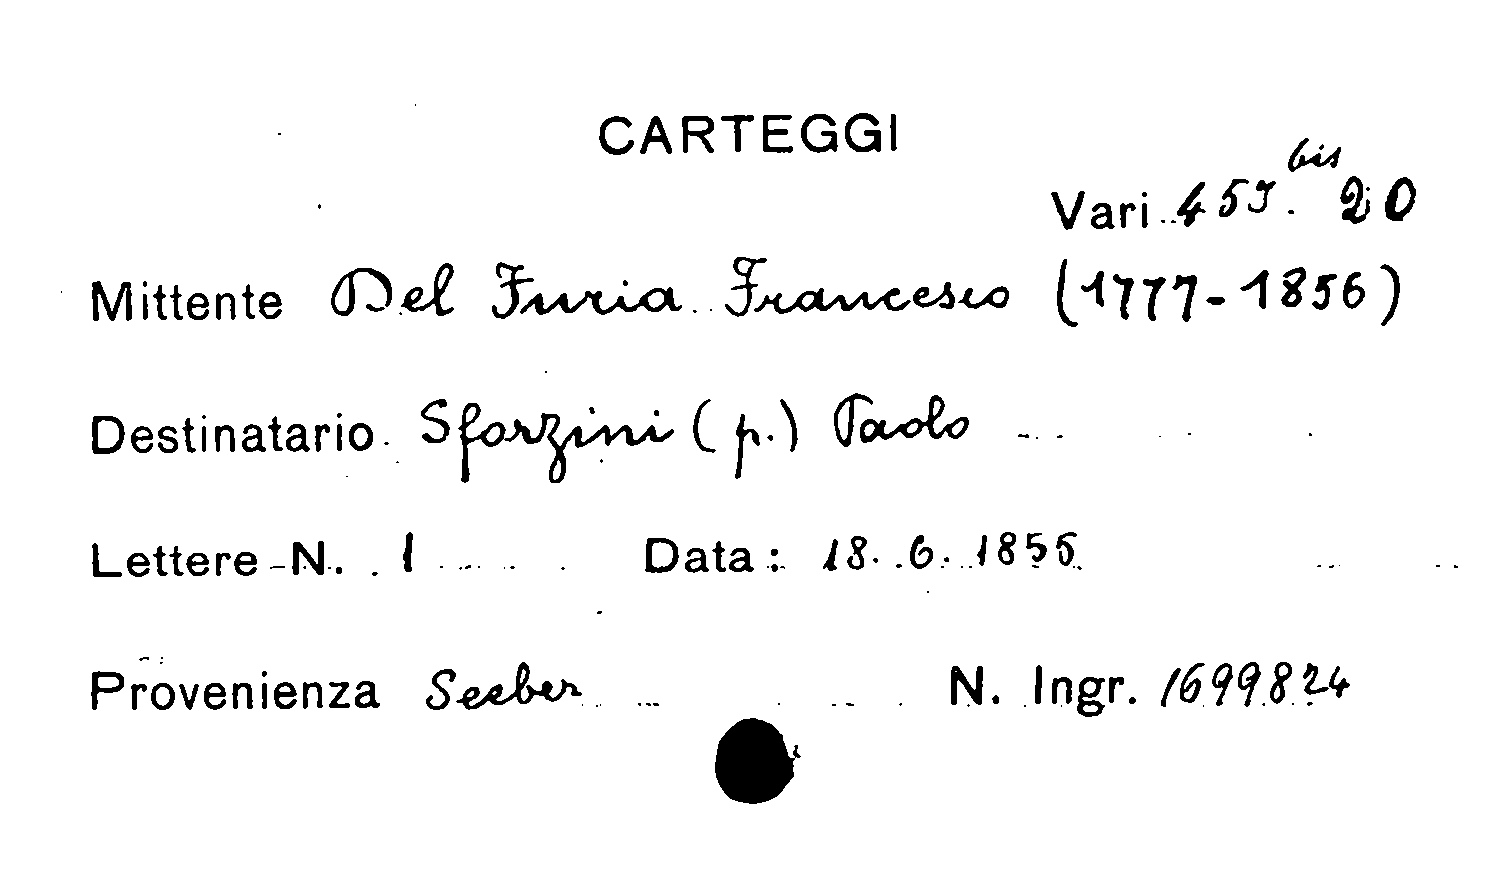 CARTEGGI
Vari 455. bis 20
Mittente Del Furia Francesco (1777-1856)
Destinatario Sforzini (p.) Paolo
Lettere N. 1 Data: 18. 6. 1855
Provenienza Seeber N. Ingr. 1699824